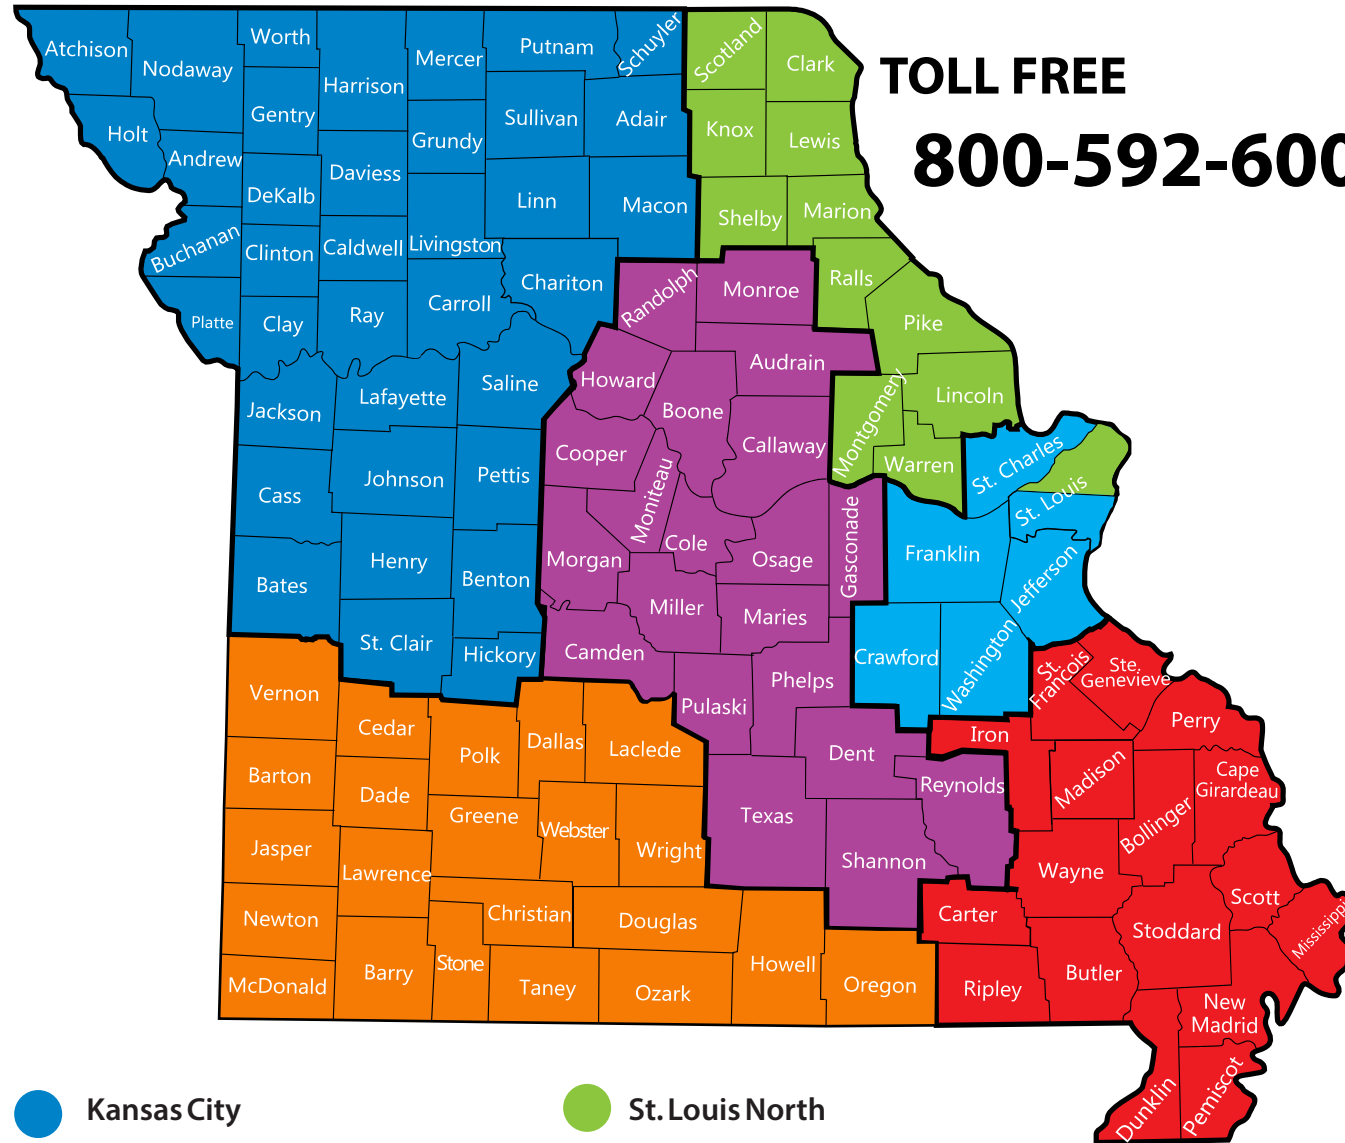 TOLL FREE
800-592-600
Atchison
Nodaway
Worth
Harrison
Mercer
Putnam
Schuyler
Scotland
Clark
Holt
Andrew
Gentry
Grundy
Sullivan
Adair
Knox
Lewis
DeKalb
Daviess
Linn
Macon
Shelby
Marion
Buchanan
Clinton
Caldwell
Livingston
Chariton
Randolph
Monroe
Ralls
Platte
Clay
Ray
Carroll
Pike
Audrain
Howard
Saline
Lafayette
Jackson
Boone
Montgomery
Lincoln
Callaway
Cooper
Warren
St. Charles
Cass
Johnson
Pettis
Moniteau
St. Louis
Gasconade
Cole
Morgan
Osage
Franklin
Henry
Benton
Bates
Jefferson
Miller
Maries
St. Clair
Hickory
Camden
Crawford
Washington
St.
Francois
Ste.
Genevieve
Vernon
Phelps
Pulaski
Perry
Cedar
Polk
Dallas
Laclede
Iron
Dent
Barton
Dade
Reynolds
Madison
Cape
Girardeau
Greene
Webster
Texas
Bollinger
Jasper
Lawrence
Wright
Shannon
Wayne
Scott
Newton
Christian
Douglas
Carter
Stoddard
Mississippi
McDonald
Barry
Stone
Taney
Ozark
Howell
Oregon
Ripley
Butler
New
Madrid
Dunklin
Pemiscot
Kansas City
St. Louis North